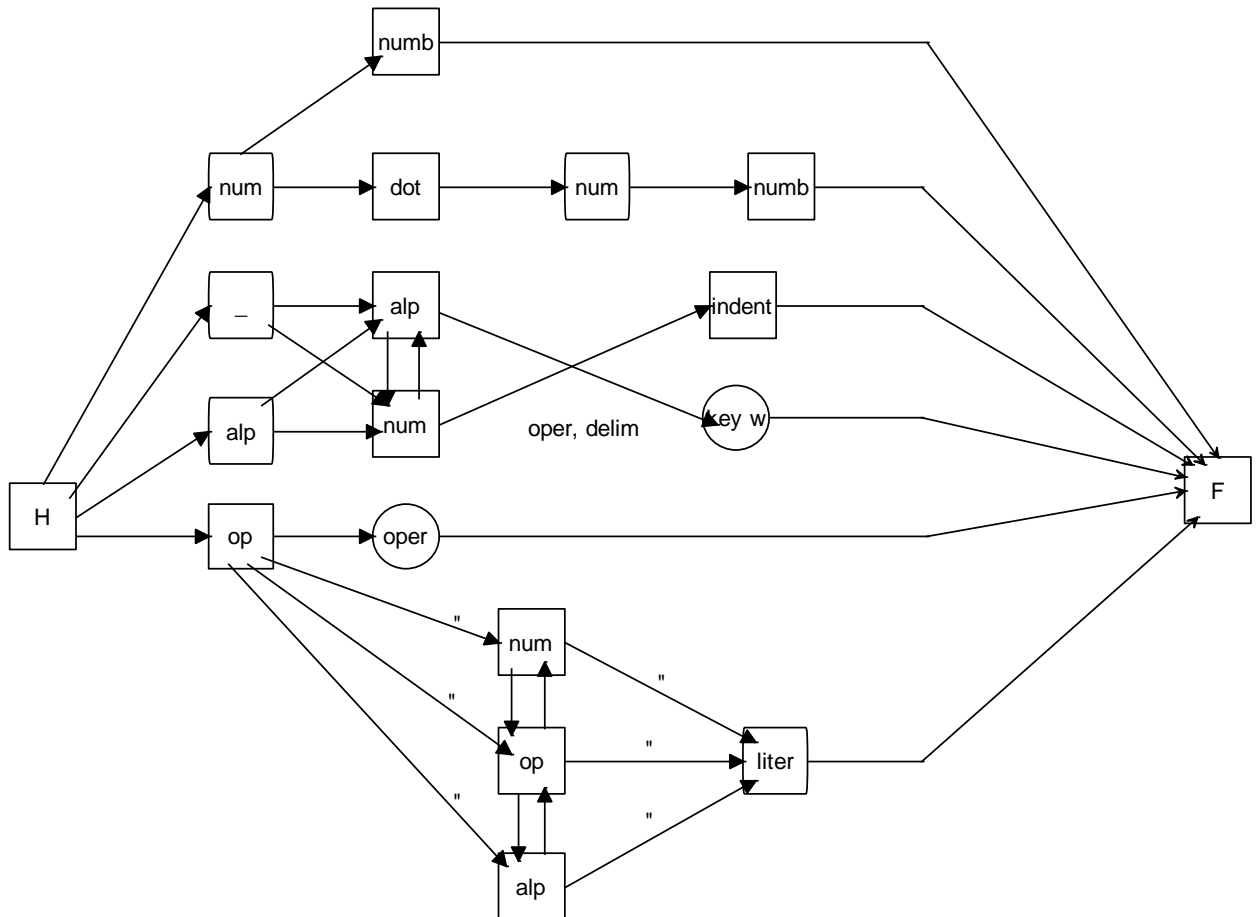 numb
num
dot
num
numb
_
alp
indent
alp
num
oper, delim
key w
H
F
op
oper
"
num
"
"
op
"
liter
"
"
alp